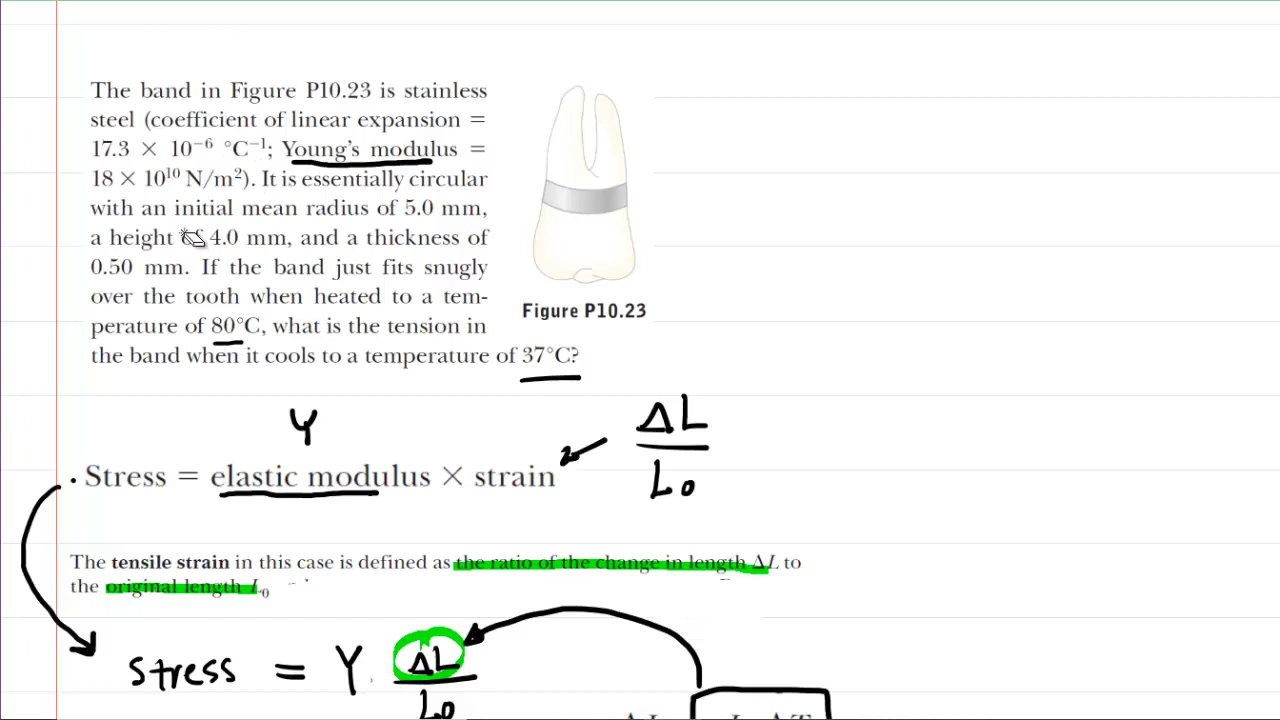 The band in Figure P10.23 is stainless
steel (coefficient of linear expansion =
17.3 × 10⁻⁶ °C⁻¹; Young's modulus =
18 × 10¹⁰ N/m²). It is essentially circular
with an initial mean radius of 5.0 mm,
a height of 4.0 mm, and a thickness of
0.50 mm. If the band just fits snugly
over the tooth when heated to a tem-
perature of 80°C, what is the tension in
the band when it cools to a temperature of 37°C?
Figure P10.23
Y
ΔL
L₀
. Stress = elastic modulus × strain
The tensile strain in this case is defined as the ratio of the change in length ΔL to
the original length L₀
Stress = Y ΔL
L₀